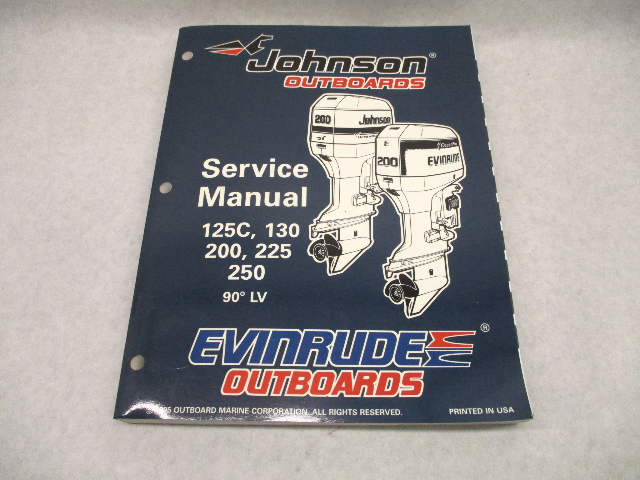 Johnson®
OUTBOARDS
200 Johnson
200 EVINRUDE
Service
Manual
125C, 130
200, 225
250
90° LV
EVINRUDE®
OUTBOARDS
OUTBOARD MARINE CORPORATION. ALL RIGHTS RESERVED.
PRINTED IN USA